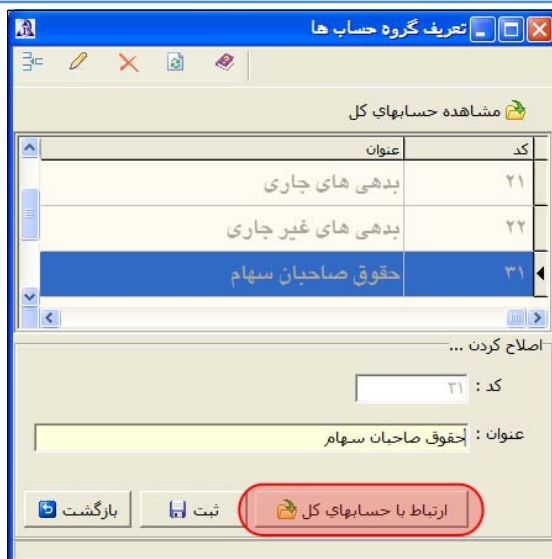 تعریف گروه حساب ها
مشاهده حسابهاي کل
کد عنوان
۲۱ بدهی های جاری
۲۲ بدهی های غیر جاری
۳۱ حقوق صاحبان سهام
اصلاح کردن ...
کد : ۳۱
عنوان : حقوق صاحبان سهام
ارتباط با حسابهاي کل ثبت بازگشت